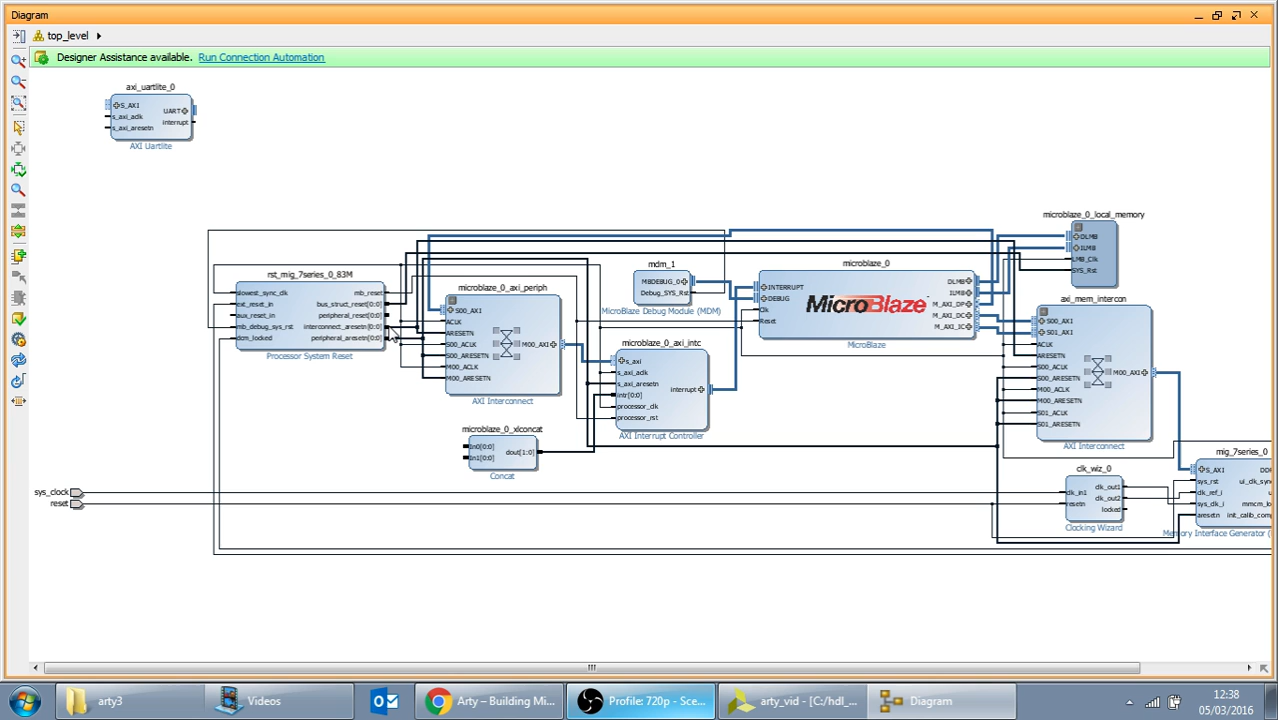 Diagram
top_level
Designer Assistance available. Run Connection Automation
axi_uartlite_0
S_AXI
s_axi_aclk
s_axi_aresetn
UART
interrupt
AXI Uartlite
rst_mig_7series_0_83M
slowest_sync_clk
ext_reset_in
aux_reset_in
mb_debug_sys_rst
dcm_locked
mb_reset
bus_struct_reset[0:0]
peripheral_reset[0:0]
interconnect_aresetn[0:0]
peripheral_aresetn[0:0]
Processor System Reset
microblaze_0_axi_periph
S00_AXI
ACLK
ARESETN
S00_ACLK
S00_ARESETN
M00_ACLK
M00_ARESETN
M00_AXI
AXI Interconnect
microblaze_0_xlconcat
In0[0:0]
In1[0:0]
dout[1:0]
Concat
mdm_1
MBDEBUG_0
Debug_SYS_Rst
MicroBlaze Debug Module (MDM)
microblaze_0_axi_intc
s_axi
s_axi_aclk
s_axi_aresetn
intr[0:0]
processor_clk
processor_rst
interrupt
AXI Interrupt Controller
microblaze_0
INTERRUPT
DEBUG
Clk
Reset
MicroBlaze
DLMB
ILMB
M_AXI_DP
M_AXI_DC
M_AXI_IC
MicroBlaze
microblaze_0_local_memory
DLMB
ILMB
LMB_Clk
SYS_Rst
axi_mem_intercon
S00_AXI
S01_AXI
ACLK
ARESETN
S00_ACLK
S00_ARESETN
M00_ACLK
M00_ARESETN
S01_ACLK
S01_ARESETN
M00_AXI
AXI Interconnect
clk_wiz_0
clk_in1
resetn
clk_out1
clk_out2
locked
Clocking Wizard
mig_7series_0
S_AXI
sys_rst
clk_ref_i
sys_clk_i
aresetn
DD
ui_clk_syn
u
mmcm_lo
init_calib_comp
Memory Interface Generator (
sys_clock
reset
arty3
Videos
Arty – Building Mi...
Profile: 720p - Sce...
arty_vid - [C:/hdl_...
Diagram
12:38
05/03/2016